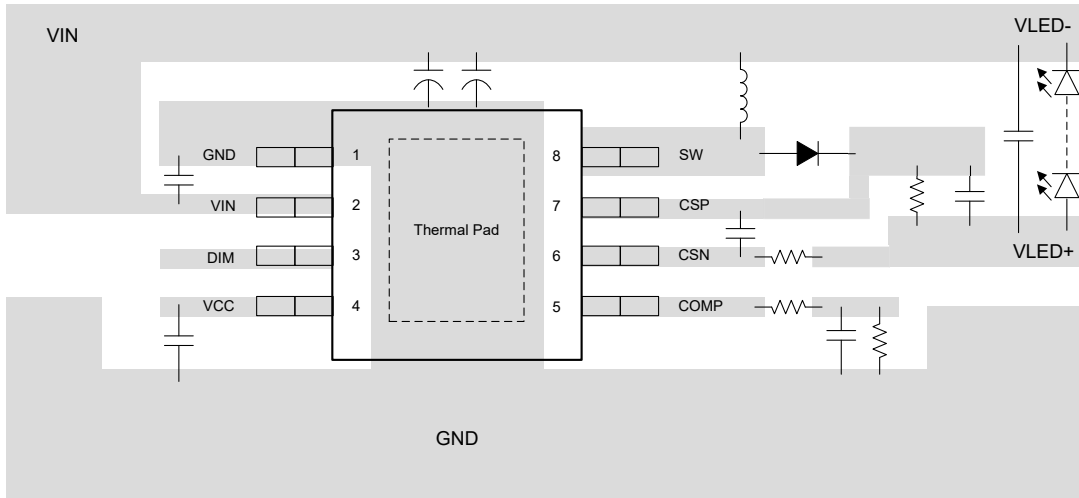 VIN
VLED-
GND 1 8 SW
VIN 2 7 CSP
Thermal Pad
DIM 3 6 CSN
VLED+
VCC 4 5 COMP
GND